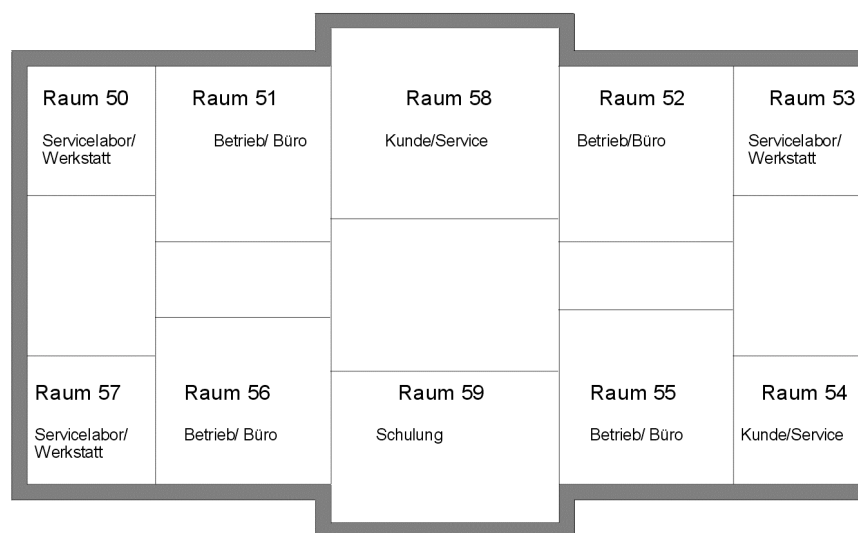 Raum 50
Servicelabor/
Werkstatt
Raum 51
Betrieb/ Büro
Raum 58
Kunde/Service
Raum 52
Betrieb/Büro
Raum 53
Servicelabor/
Werkstatt
Raum 57
Servicelabor/
Werkstatt
Raum 56
Betrieb/ Büro
Raum 59
Schulung
Raum 55
Betrieb/ Büro
Raum 54
Kunde/Service